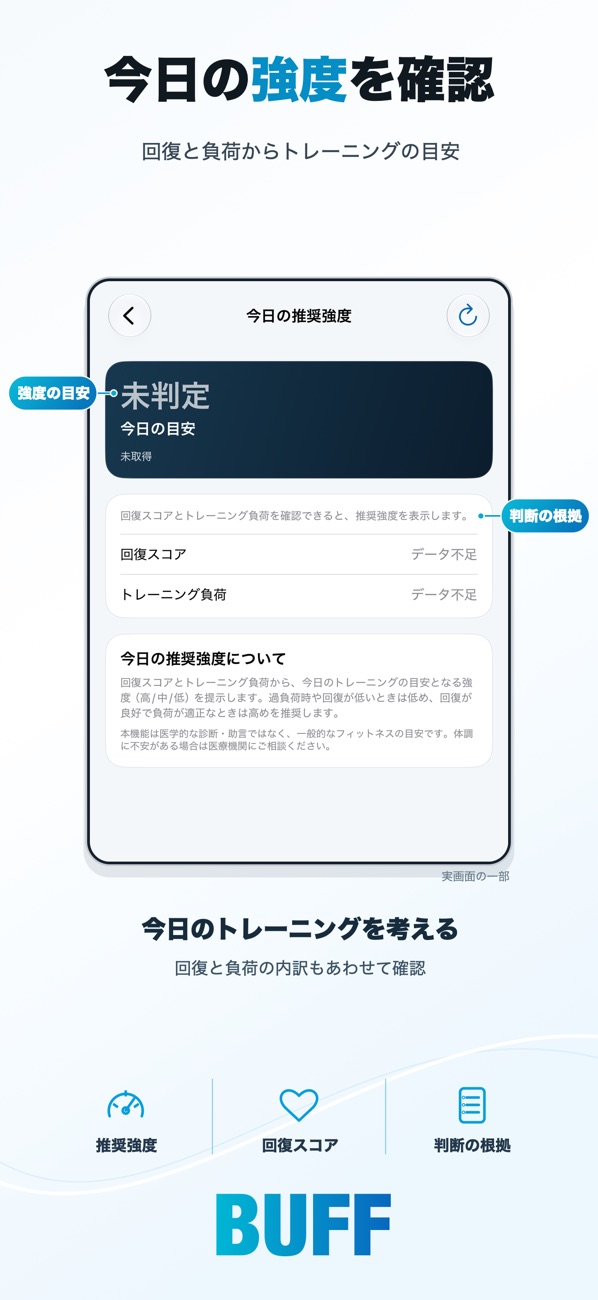 今日の強度を確認
回復と負荷からトレーニングの目安
今日の推奨強度
強度の目安
未判定
今日の目安
未取得
回復スコアとトレーニング負荷を確認できると、推奨強度を表示します。
判断の根拠
回復スコア
データ不足
トレーニング負荷
データ不足
今日の推奨強度について
回復スコアとトレーニング負荷から、今日のトレーニングの目安となる強
度（高/中/低）を提示します。過負荷時や回復が低いときは低め、回復が
良好で負荷が適正なときは高めを推奨します。
本機能は医学的な診断・助言ではなく、一般的なフィットネスの目安です。体調
に不安がある場合は医療機関にご相談ください。
実画面の一部
今日のトレーニングを考える
回復と負荷の内訳もあわせて確認
推奨強度
回復スコア
判断の根拠
BUFF